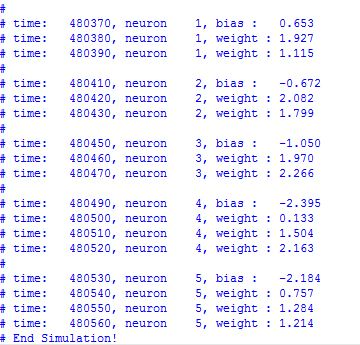 #
# time: 480370, neuron 1, bias : 0.653
# time: 480380, neuron 1, weight : 1.927
# time: 480390, neuron 1, weight : 1.115
#
# time: 480410, neuron 2, bias : -0.672
# time: 480420, neuron 2, weight : 2.082
# time: 480430, neuron 2, weight : 1.799
#
# time: 480450, neuron 3, bias : -1.050
# time: 480460, neuron 3, weight : 1.970
# time: 480470, neuron 3, weight : 2.266
#
# time: 480490, neuron 4, bias : -2.395
# time: 480500, neuron 4, weight : 0.133
# time: 480510, neuron 4, weight : 1.504
# time: 480520, neuron 4, weight : 2.163
#
# time: 480530, neuron 5, bias : -2.184
# time: 480540, neuron 5, weight : 0.757
# time: 480550, neuron 5, weight : 1.284
# time: 480560, neuron 5, weight : 1.214
# End Simulation!